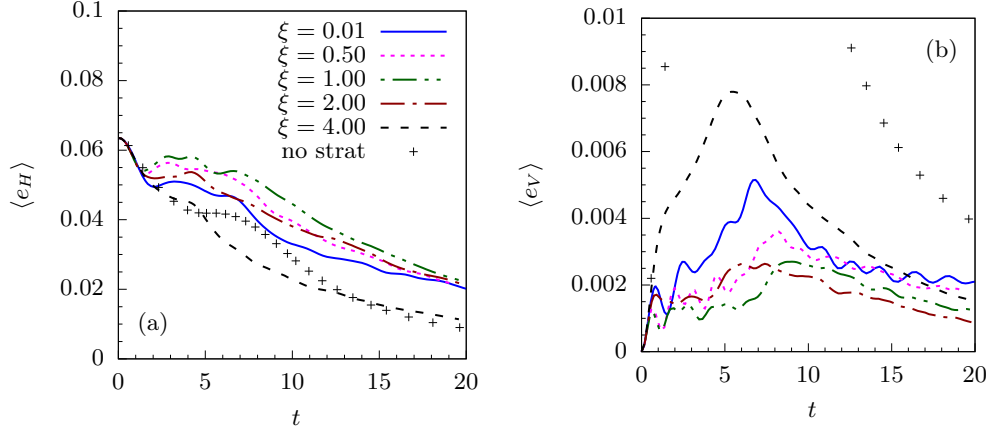 0.1
0.08
0.06
0.04
0.02
0
⟨e_H⟩
ξ = 0.01
ξ = 0.50
ξ = 1.00
ξ = 2.00
ξ = 4.00
no strat
(a)
0 5 10 15 20
t
0.01
0.008
0.006
0.004
0.002
0
⟨e_V⟩
(b)
0 5 10 15 20
t